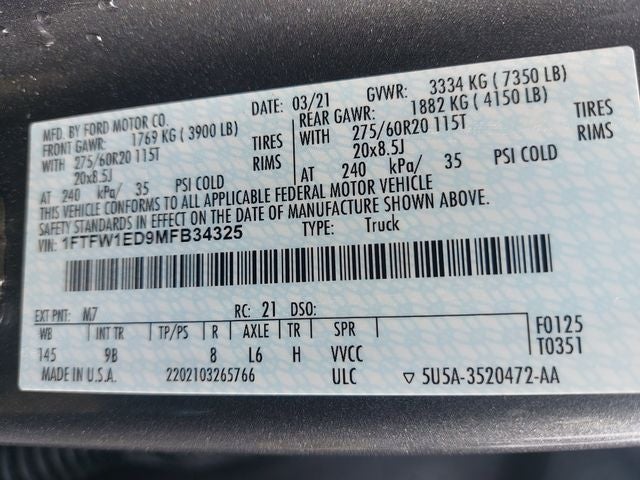 MFD. BY FORD MOTOR CO. DATE: 03/21 GVWR: 3334 KG ( 7350 LB)
FRONT GAWR: 1769 KG ( 3900 LB) REAR GAWR: 1882 KG ( 4150 LB)
WITH 275/60R20 115T TIRES WITH 275/60R20 115T TIRES
20x8.5J RIMS 20x8.5J RIMS
AT 240 kPa/ 35 PSI COLD AT 240 kPa/ 35 PSI COLD
THIS VEHICLE CONFORMS TO ALL APPLICABLE FEDERAL MOTOR VEHICLE
SAFETY STANDARDS IN EFFECT ON THE DATE OF MANUFACTURE SHOWN ABOVE.
VIN: 1FTFW1ED9MFB34325 TYPE: Truck
EXT PNT: M7 RC: 21 DSO:
WB INT TR TP/PS R AXLE TR SPR F0125
145 9B 8 L6 H VVCC T0351
MADE IN U.S.A. 2202103265766 ULC ▽ 5U5A-3520472-AA